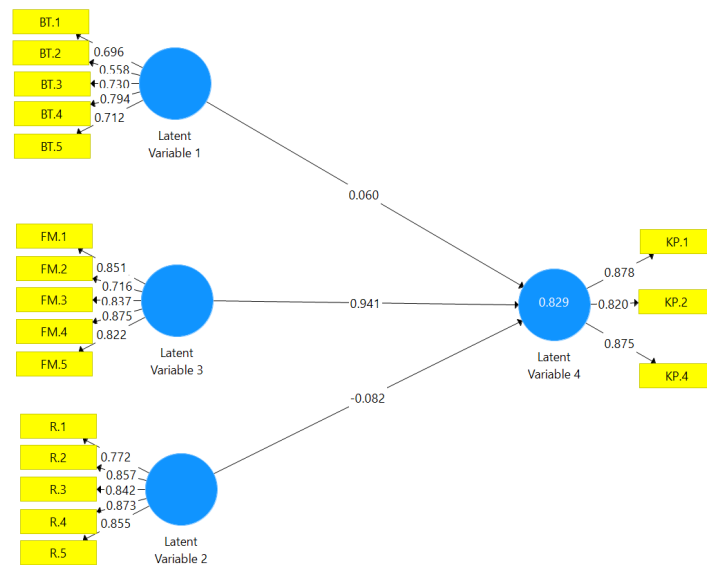 BT.1
0.696
BT.2
0.558
BT.3
0.730
BT.4
0.794
BT.5
0.712
Latent
Variable 1
0.060
FM.1
0.851
FM.2
0.716
FM.3
0.837
FM.4
0.875
FM.5
0.822
Latent
Variable 3
0.941
R.1
0.772
R.2
0.857
R.3
0.842
R.4
0.873
R.5
0.855
Latent
Variable 2
-0.082
0.829
Latent
Variable 4
KP.1
0.878
KP.2
0.820
KP.4
0.875